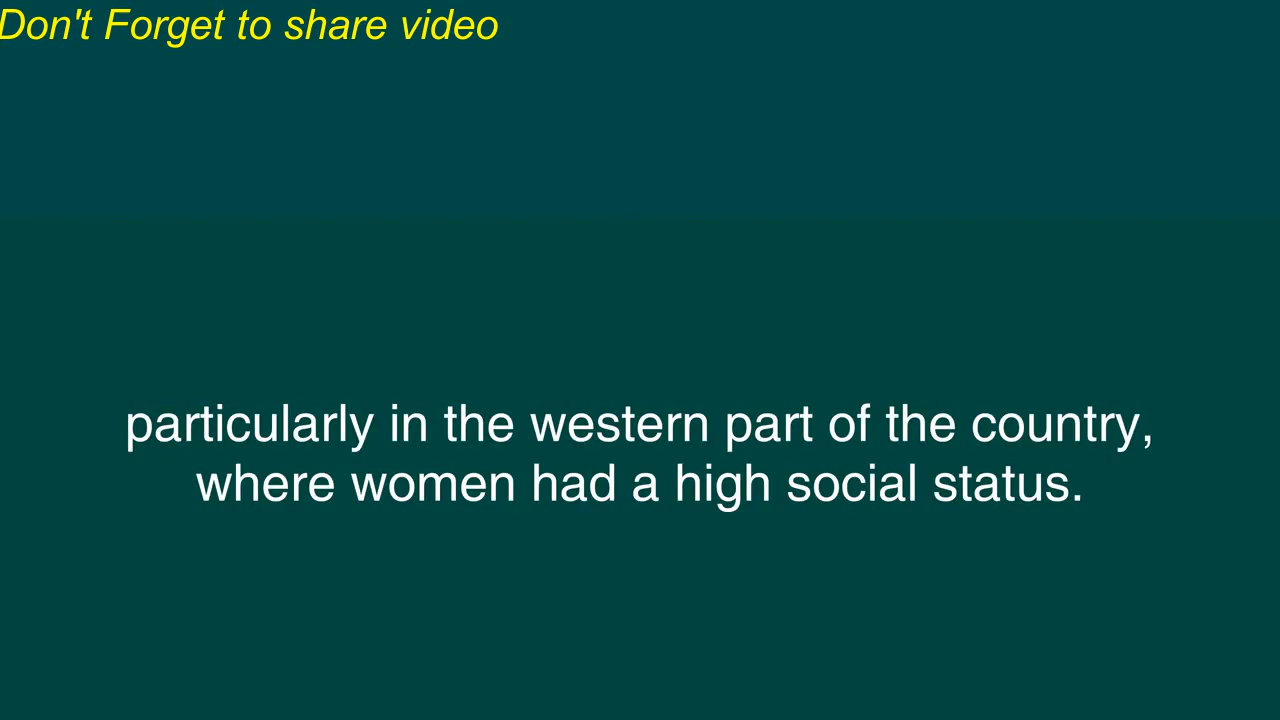 Don't Forget to share video
particularly in the western part of the country,
where women had a high social status.